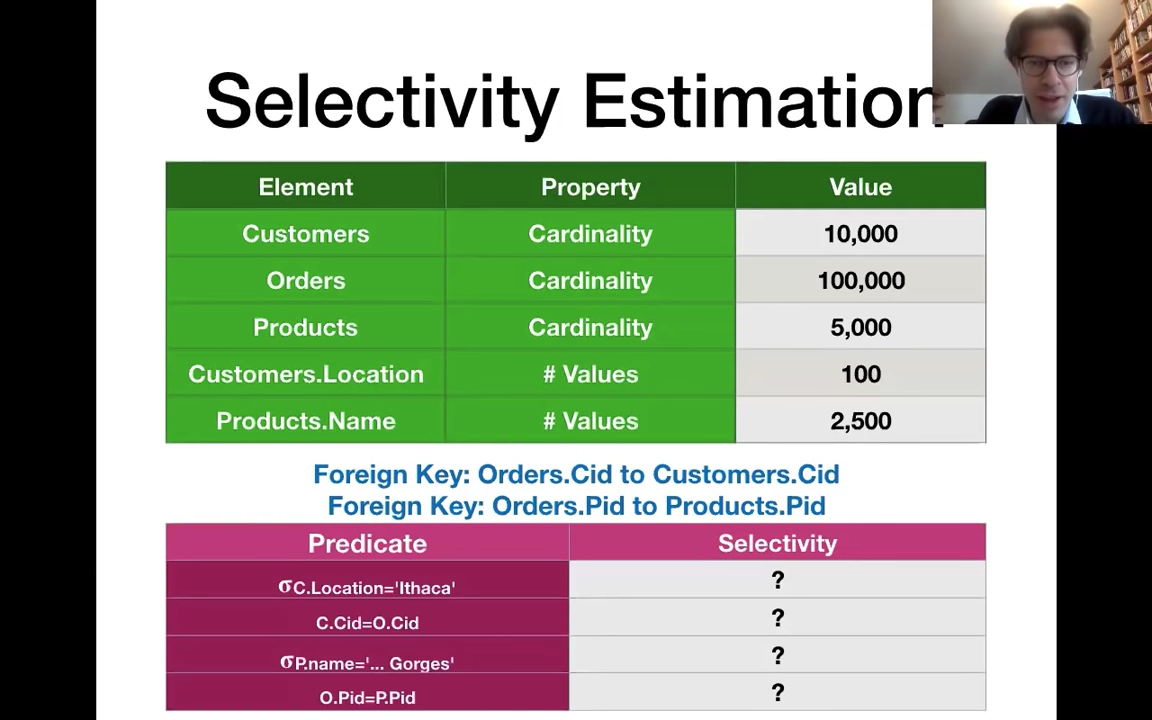 Selectivity Estimation
Element Property Value
Customers Cardinality 10,000
Orders Cardinality 100,000
Products Cardinality 5,000
Customers.Location # Values 100
Products.Name # Values 2,500
Foreign Key: Orders.Cid to Customers.Cid
Foreign Key: Orders.Pid to Products.Pid
Predicate Selectivity
σC.Location='Ithaca' ?
C.Cid=O.Cid ?
σP.name='... Gorges' ?
O.Pid=P.Pid ?